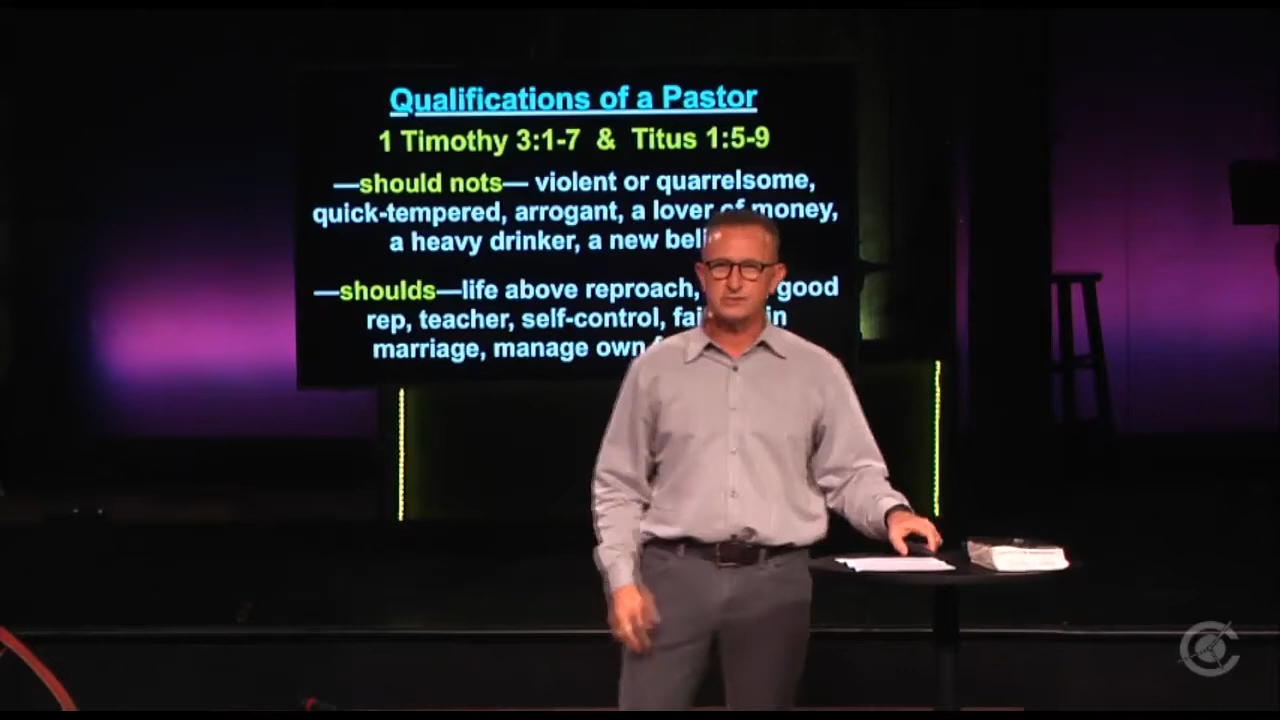 Qualifications of a Pastor
1 Timothy 3:1-7 & Titus 1:5-9
—should nots— violent or quarrelsome,
quick-tempered, arrogant, a lover of money,
a heavy drinker, a new
—shoulds—life above reproach, good
rep, teacher, self-control, in
marriage, manage own